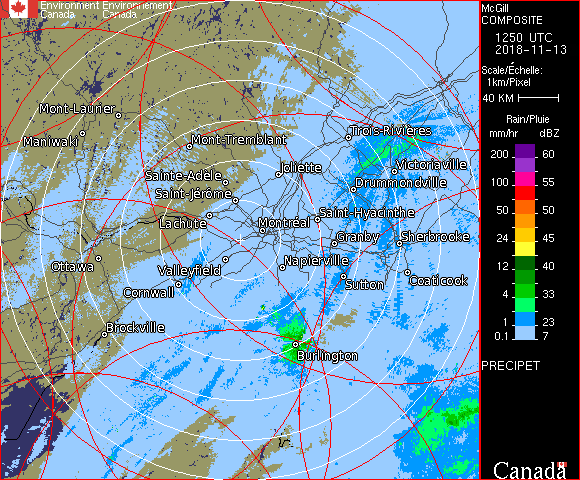 Environment Environnement
Canada Canada
McGill
COMPOSITE
1250 UTC
2018-11-13
Scale/Échelle:
1km/Pixel
40 KM
Rain/Pluie
mm/hr dBZ
200 60
100 55
50 50
24 45
12 40
4 33
1 23
0.1 7
PRECIPET
Canada
Mont-Laurier
Maniwaki
Mont-Tremblant
Trois-Rivières
Sainte-Adèle
Joliette
Victoriaville
Saint-Jérôme
Drummondville
Lachute
Saint-Hyacinthe
Montréal
Granby
Sherbrooke
Ottawa
Valleyfield
Napierville
Coaticook
Cornwall
Sutton
Brockville
Burlington